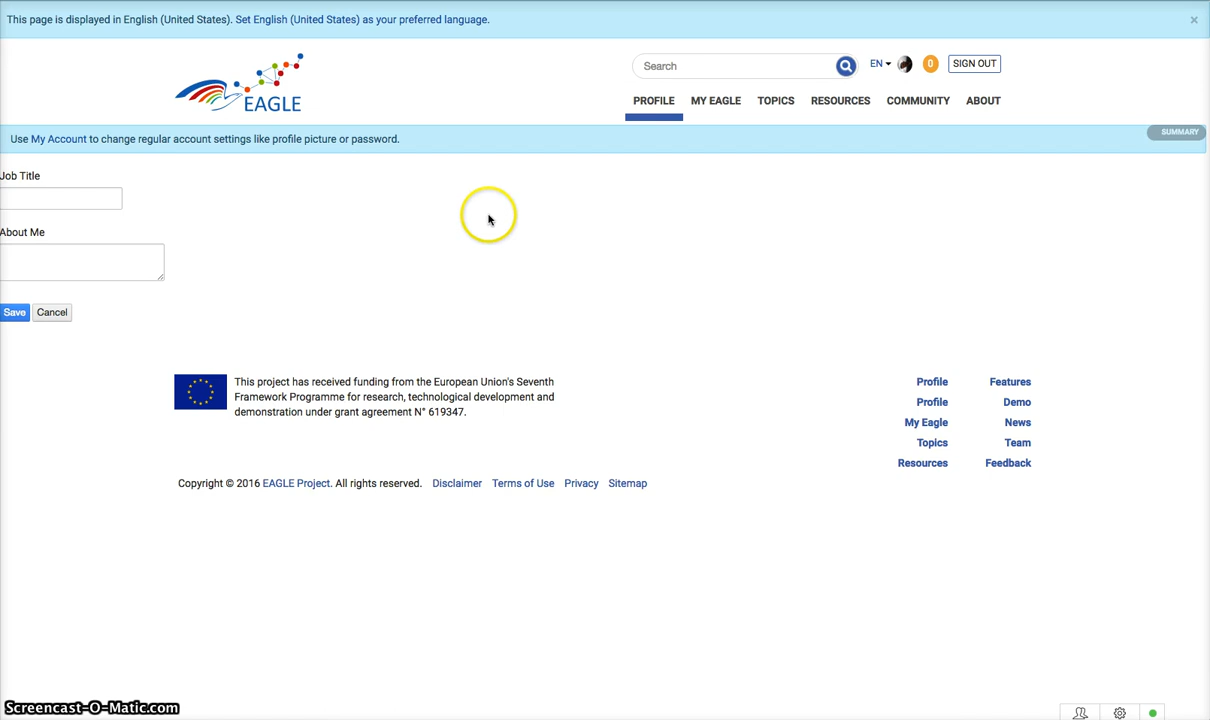 This page is displayed in English (United States). Set English (United States) as your preferred language. ×
Search
EN
0
SIGN OUT
EAGLE
PROFILE MY EAGLE TOPICS RESOURCES COMMUNITY ABOUT
Use My Account to change regular account settings like profile picture or password.
SUMMARY
Job Title
About Me
Save Cancel
This project has received funding from the European Union's Seventh
Framework Programme for research, technological development and
demonstration under grant agreement N° 619347.
Profile Features
Profile Demo
My Eagle News
Topics Team
Resources Feedback
Copyright © 2016 EAGLE Project. All rights reserved. Disclaimer Terms of Use Privacy Sitemap
Screencast-O-Matic.com